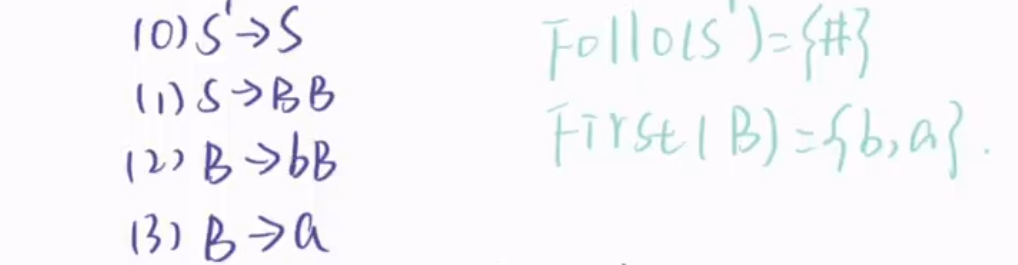 (0) S'→S
(1) S→BB
(2) B→bB
(3) B→a
Follo(S')={#}
First(B)={b,a}.